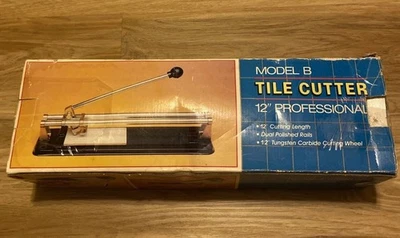 MODEL B
TILE CUTTER
12" PROFESSIONAL
• 12" Cutting Length
• Dual Polished Rails
• 1/2" Tungsten Carbide Cutting Wheel